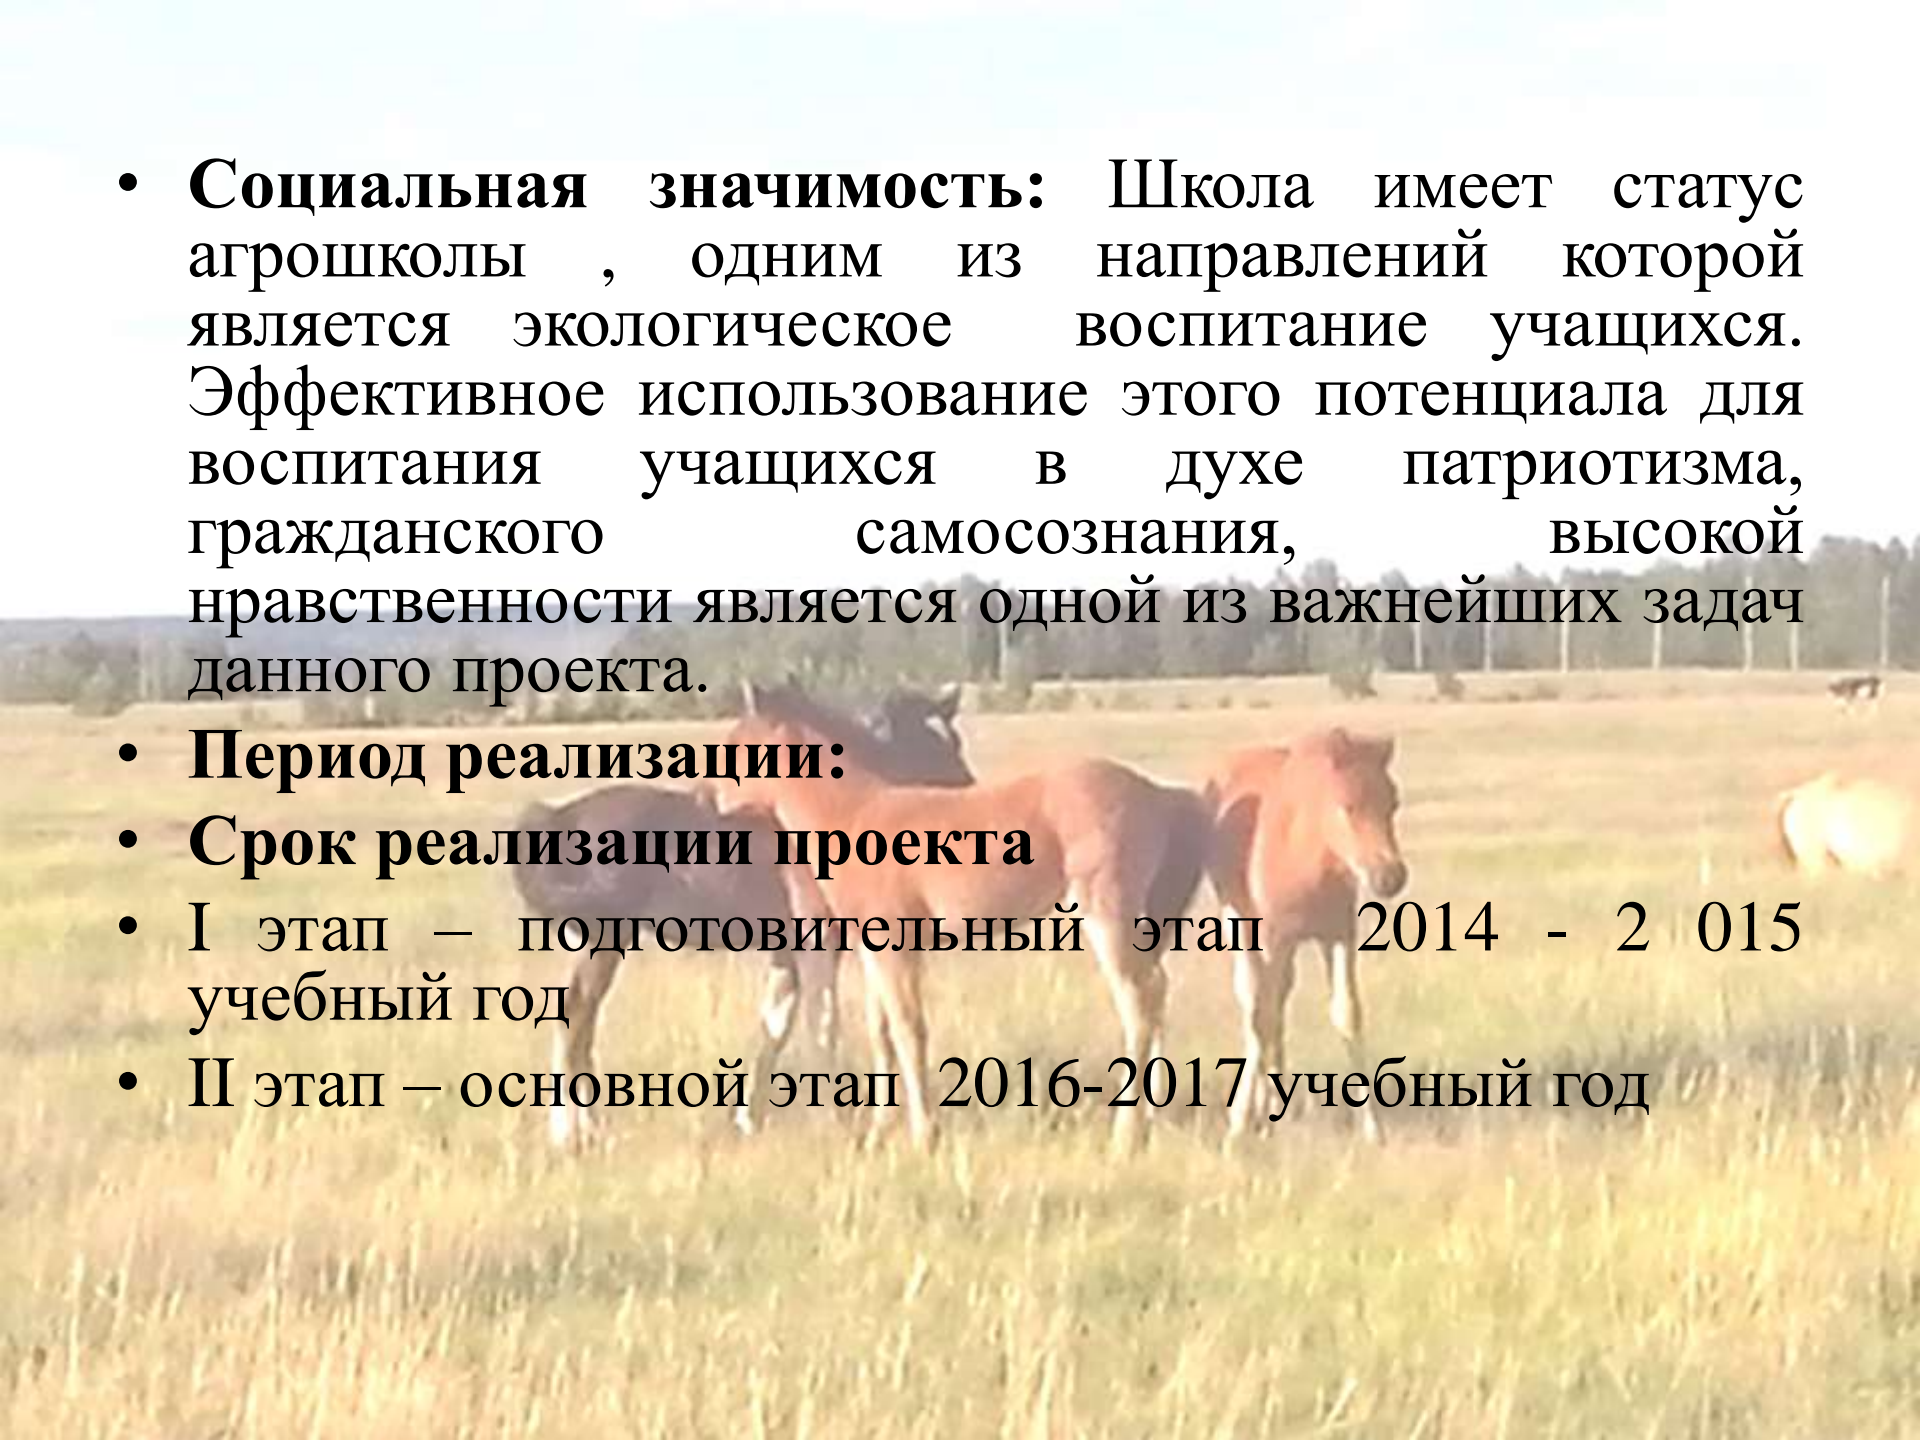 • Социальная значимость: Школа имеет статус
агрошколы , одним из направлений которой
является экологическое воспитание учащихся.
Эффективное использование этого потенциала для
воспитания учащихся в духе патриотизма,
гражданского самосознания, высокой
нравственности является одной из важнейших задач
данного проекта.
• Период реализации:
• Срок реализации проекта
• I этап – подготовительный этап 2014 - 2 015
учебный год
• II этап – основной этап 2016-2017 учебный год